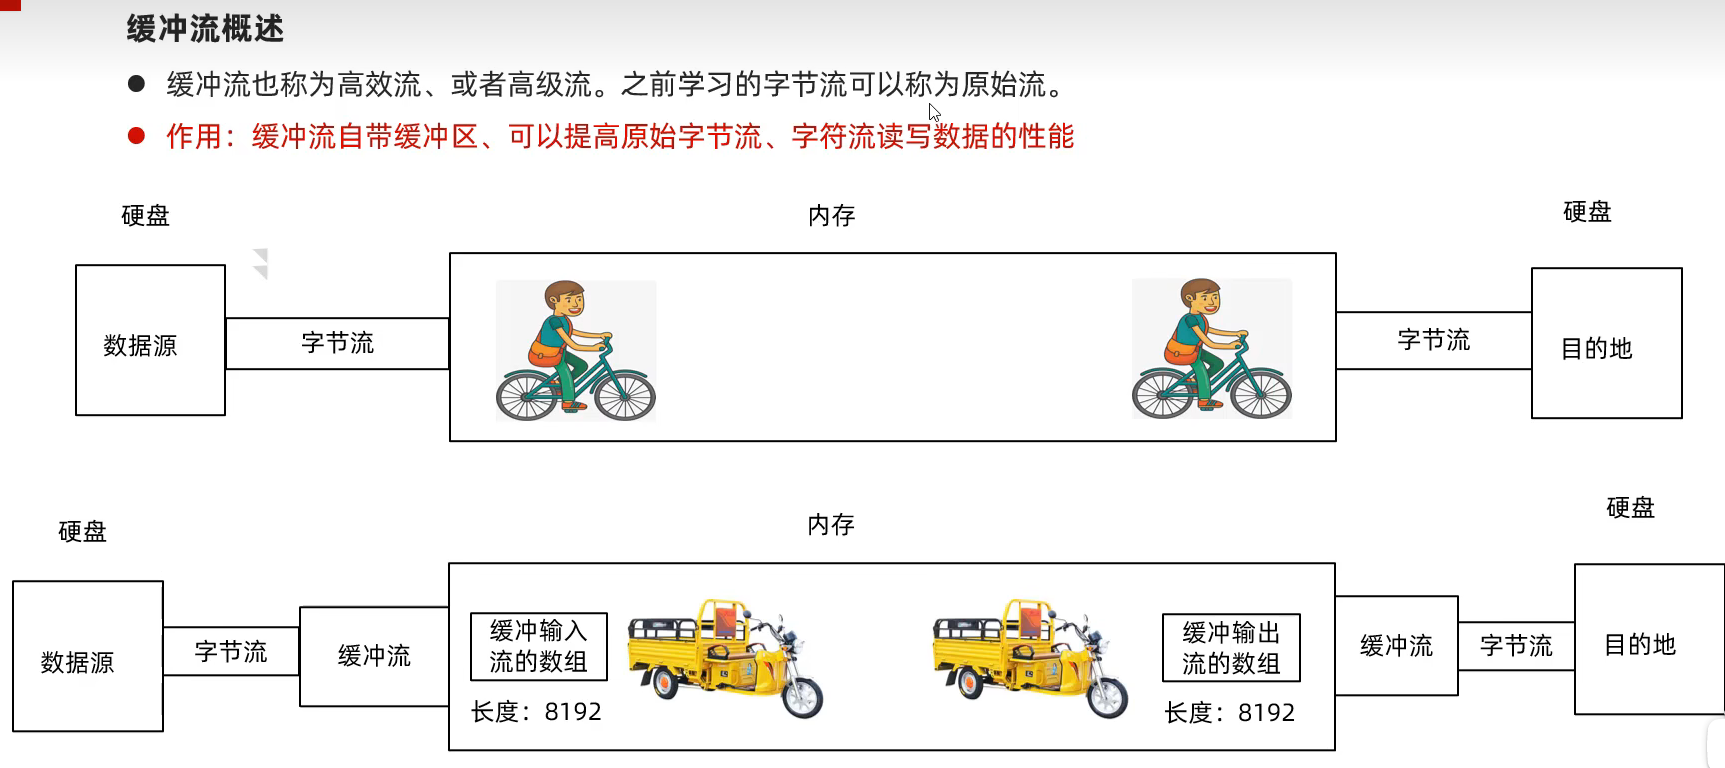 缓冲流概述
缓冲流也称为高效流、或者高级流。之前学习的字节流可以称为原始流。
作用：缓冲流自带缓冲区、可以提高原始字节流、字符流读写数据的性能
硬盘
内存
硬盘
数据源
字节流
字节流
目的地
硬盘
内存
硬盘
数据源
字节流
缓冲流
缓冲输入
流的数组
长度：8192
缓冲输出
流的数组
长度：8192
缓冲流
字节流
目的地